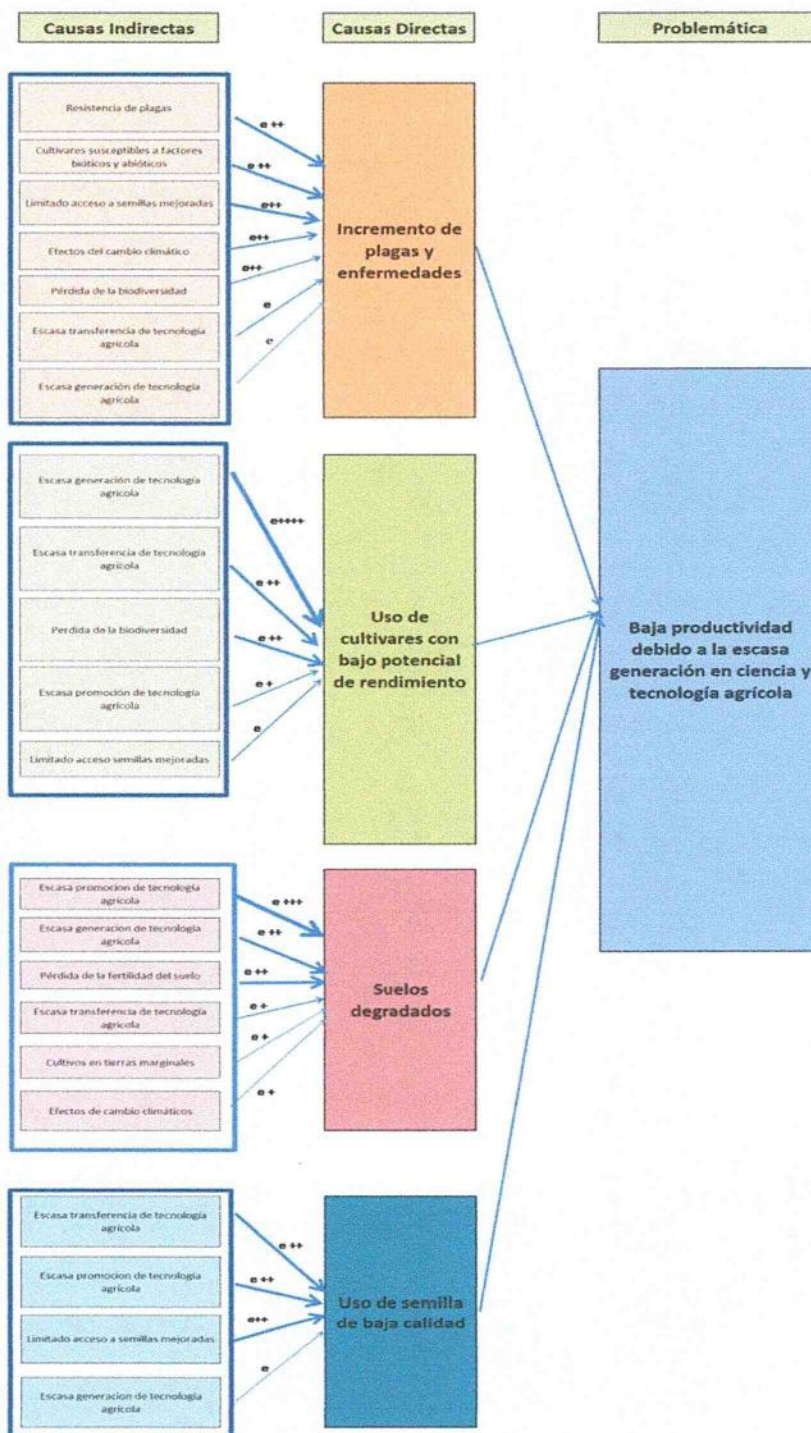 Causas Indirectas
Causas Directas
Problemática
Resistencia de plagas
Cultivares susceptibles a factores
bióticos y abióticos
Limitado acceso a semillas mejoradas
Efectos del cambio climático
Pérdida de la biodiversidad
Escasa transferencia de tecnología
agrícola
Escasa generación de tecnología
agrícola
e ++
e ++
e++
e++
e++
e
e
Incremento de
plagas y
enfermedades
Escasa generación de tecnología
agrícola
Escasa transferencia de tecnología
agrícola
Perdida de la biodiversidad
Escasa promoción de tecnología
agrícola
Limitado acceso semillas mejoradas
e++++
e ++
e ++
e +
e
Uso de
cultivares con
bajo potencial
de rendimiento
Baja productividad
debido a la escasa
generación en ciencia y
tecnología agrícola
Escasa promocion de tecnología
agrícola
Escasa generacion de tecnología
agrícola
Pérdida de la fertilidad del suelo
Escasa transferencia de tecnología
agrícola
Cultivos en tierras marginales
Efectos de cambio climáticos
e +++
e ++
e ++
e +
e +
e +
Suelos
degradados
Escasa transferencia de tecnología
agrícola
Escasa promocion de tecnología
agrícola
Limitado acceso a semillas mejoradas
Escasa generacion de tecnología
agrícola
e ++
e ++
e++
e
Uso de semilla
de baja calidad